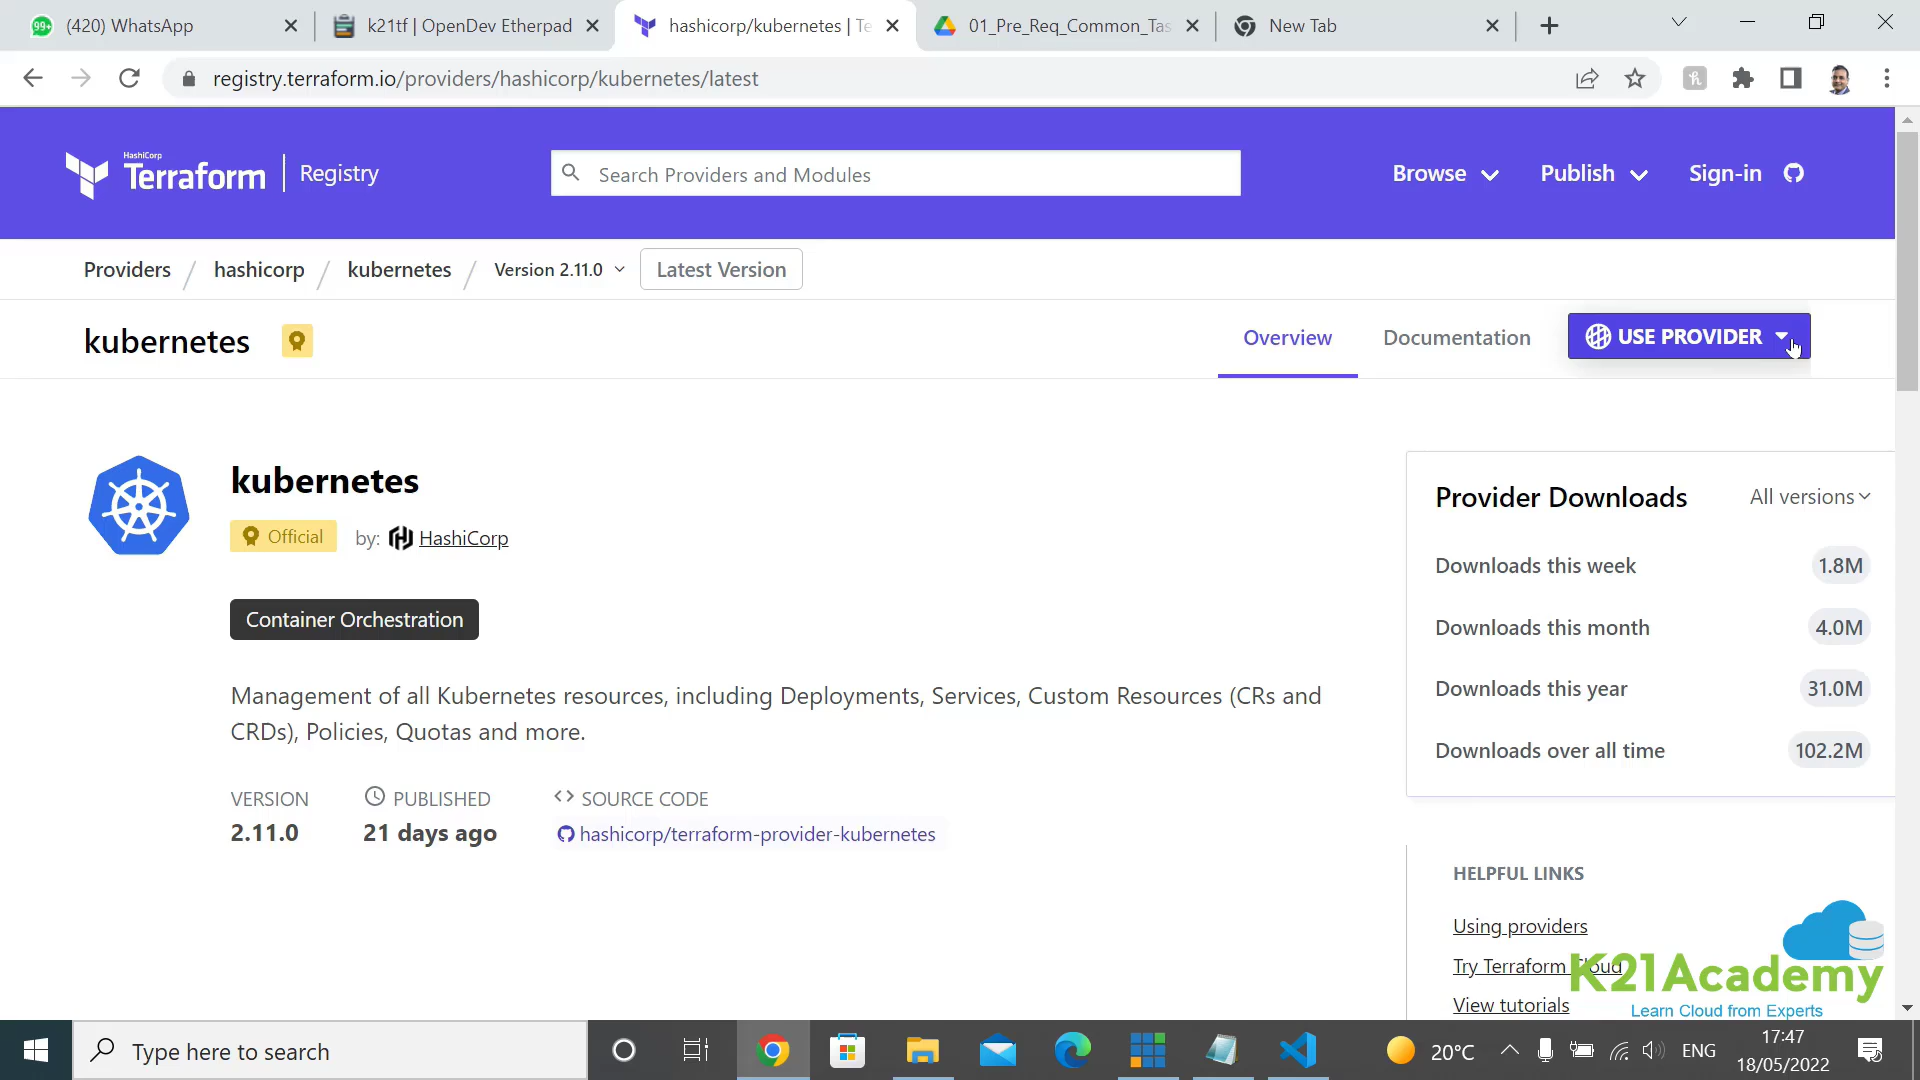 99+ (420) WhatsApp
k21tf | OpenDev Etherpad
hashicorp/kubernetes | Te
01_Pre_Req_Common_Tas
New Tab
registry.terraform.io/providers/hashicorp/kubernetes/latest
HashiCorp
Terraform
Registry
Search Providers and Modules
Browse
Publish
Sign-in
Providers / hashicorp / kubernetes / Version 2.11.0
Latest Version
kubernetes
Overview
Documentation
USE PROVIDER
kubernetes
Official
by: HashiCorp
Container Orchestration
Management of all Kubernetes resources, including Deployments, Services, Custom Resources (CRs and
CRDs), Policies, Quotas and more.
VERSION
2.11.0
PUBLISHED
21 days ago
SOURCE CODE
hashicorp/terraform-provider-kubernetes
Provider Downloads
All versions
Downloads this week 1.8M
Downloads this month 4.0M
Downloads this year 31.0M
Downloads over all time 102.2M
HELPFUL LINKS
Using providers
Try Terraform Cloud
View tutorials
K21Academy
Learn Cloud from Experts
Type here to search
20°C
ENG
17:47
18/05/2022